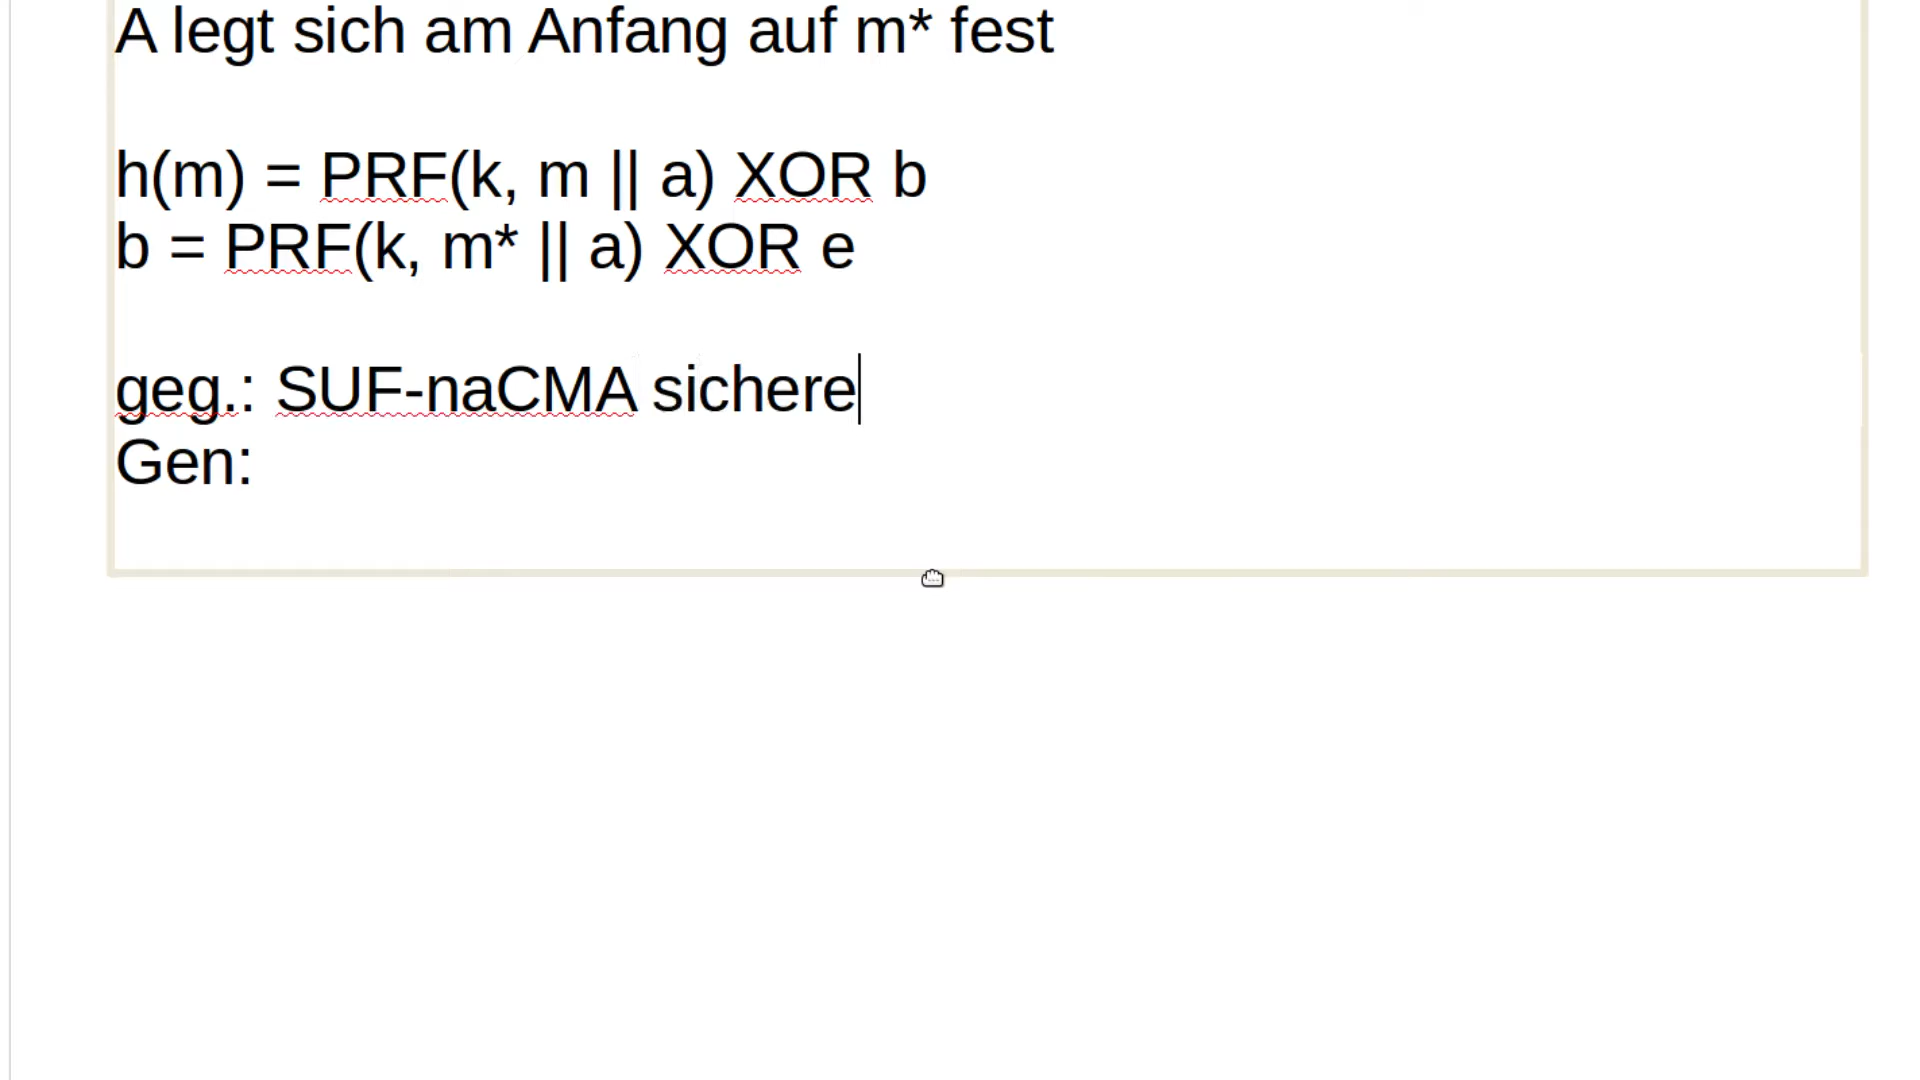 A legt sich am Anfang auf m* fest
h(m) = PRF(k, m || a) XOR b
b = PRF(k, m* || a) XOR e
geg.: SUF-naCMA sichere
Gen: